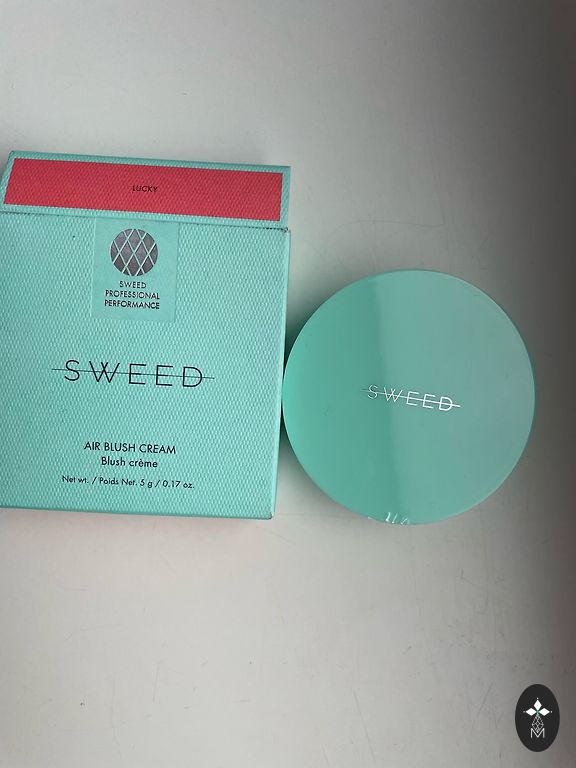 LUCKY
SWEED
PROFESSIONAL
PERFORMANCE
SWEED
AIR BLUSH CREAM
Blush crème
Net wt. / Poids Net. 5 g / 0.17 oz.
SWEED
M